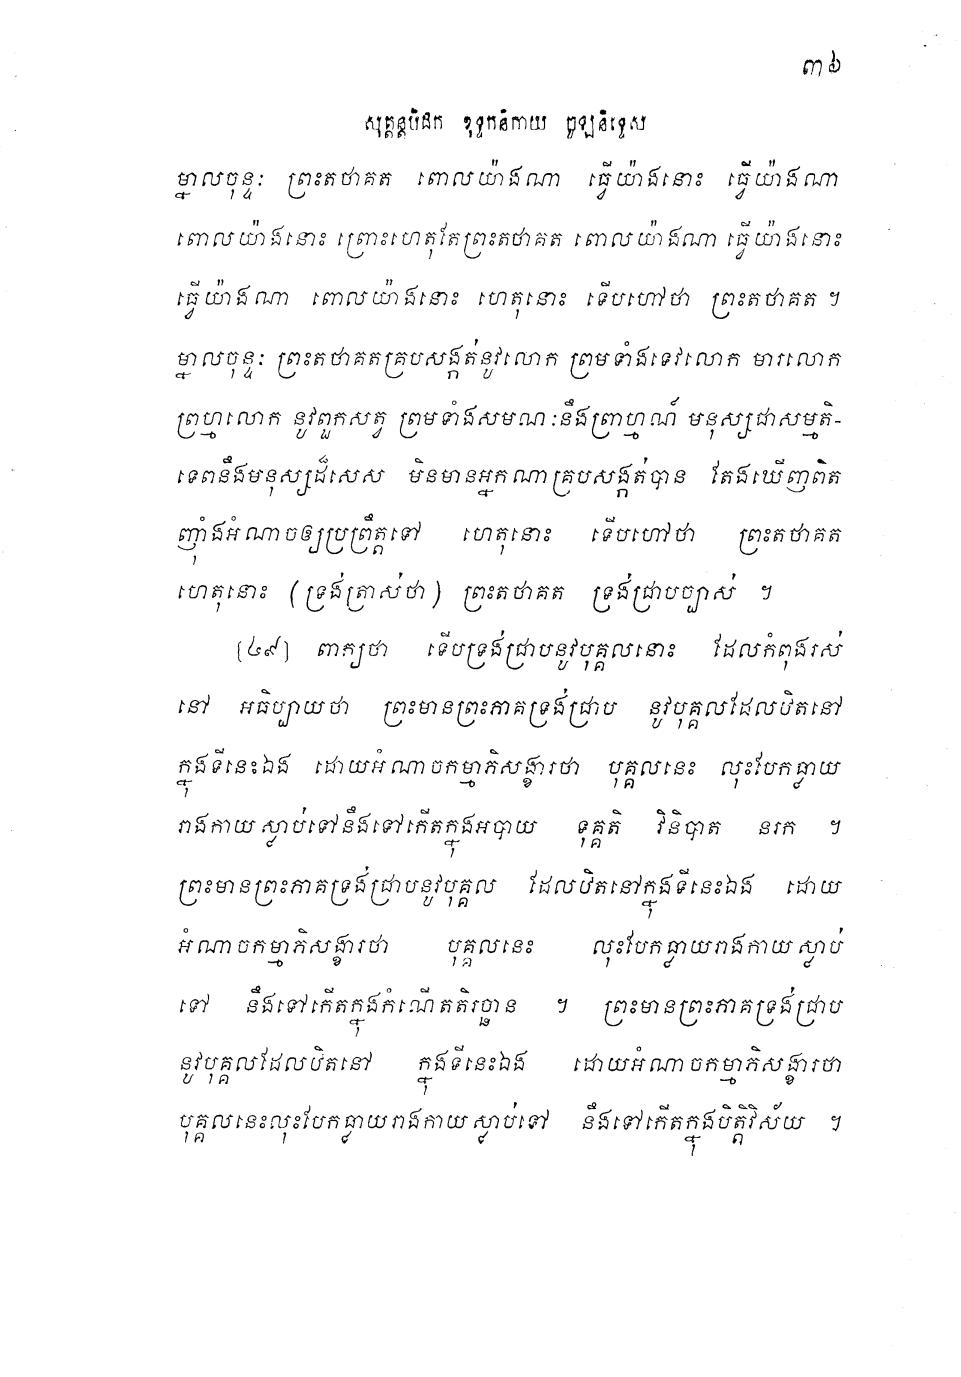 ៣៦
សុត្តន្តបិដក ខុទ្ទកនិកាយ ចូឡនិទ្ទេស
ម្នាលចុន្ទៈ ព្រះតថាគត ពោលយ៉ាងណា ធ្វើយ៉ាងនោះ ធ្វើយ៉ាងណា
ពោលយ៉ាងនោះ ព្រោះហេតុតែព្រះតថាគត ពោលយ៉ាងណា ធ្វើយ៉ាងនោះ
ធ្វើយ៉ាងណា ពោលយ៉ាងនោះ ហេតុនោះ ទើបហៅថា ព្រះតថាគត ។
ម្នាលចុន្ទៈ ព្រះតថាគតគ្របសង្កត់នូវលោក ព្រមទាំងទេវលោក មារលោក
ព្រហ្មលោក នូវពួកសត្វ ព្រមទាំងសមណៈនឹងព្រាហ្មណ៍ មនុស្សជាសម្មតិ-
ទេពនឹងមនុស្សដ៏សេស មិនមានអ្នកណាគ្របសង្កត់បាន តែងឃើញពិត
ញ៉ាំងអំណាចឲ្យប្រព្រឹត្តទៅ ហេតុនោះ ទើបហៅថា ព្រះតថាគត
ហេតុនោះ (ទ្រង់ត្រាស់ថា) ព្រះតថាគត ទ្រង់ជ្រាបច្បាស់ ។
[៤៩] ពាក្យថា ទើបទ្រង់ជ្រាបនូវបុគ្គលនោះ ដែលកំពុងរស់
នៅ អធិប្បាយថា ព្រះមានព្រះភាគទ្រង់ជ្រាប នូវបុគ្គលដែលឋិតនៅ
ក្នុងទីនេះឯង ដោយអំណាចកម្មាភិសង្ខារថា បុគ្គលនេះ លុះបែកធ្លាយ
រាងកាយ ស្លាប់ទៅនឹងទៅកើតក្នុងអបាយ ទុគ្គតិ វិនិបាត នរក ។
ព្រះមានព្រះភាគទ្រង់ជ្រាបនូវបុគ្គល ដែលឋិតនៅក្នុងទីនេះឯង ដោយ
អំណាចកម្មាភិសង្ខារថា បុគ្គលនេះ លុះបែកធ្លាយរាងកាយ ស្លាប់
ទៅ នឹងទៅកើតក្នុងកំណើតតិរច្ឆាន ។ ព្រះមានព្រះភាគទ្រង់ជ្រាប
នូវបុគ្គលដែលឋិតនៅ ក្នុងទីនេះឯង ដោយអំណាចកម្មាភិសង្ខារថា
បុគ្គលនេះលុះបែកធ្លាយរាងកាយ ស្លាប់ទៅ នឹងទៅកើតក្នុងបិត្តិវិស័យ ។